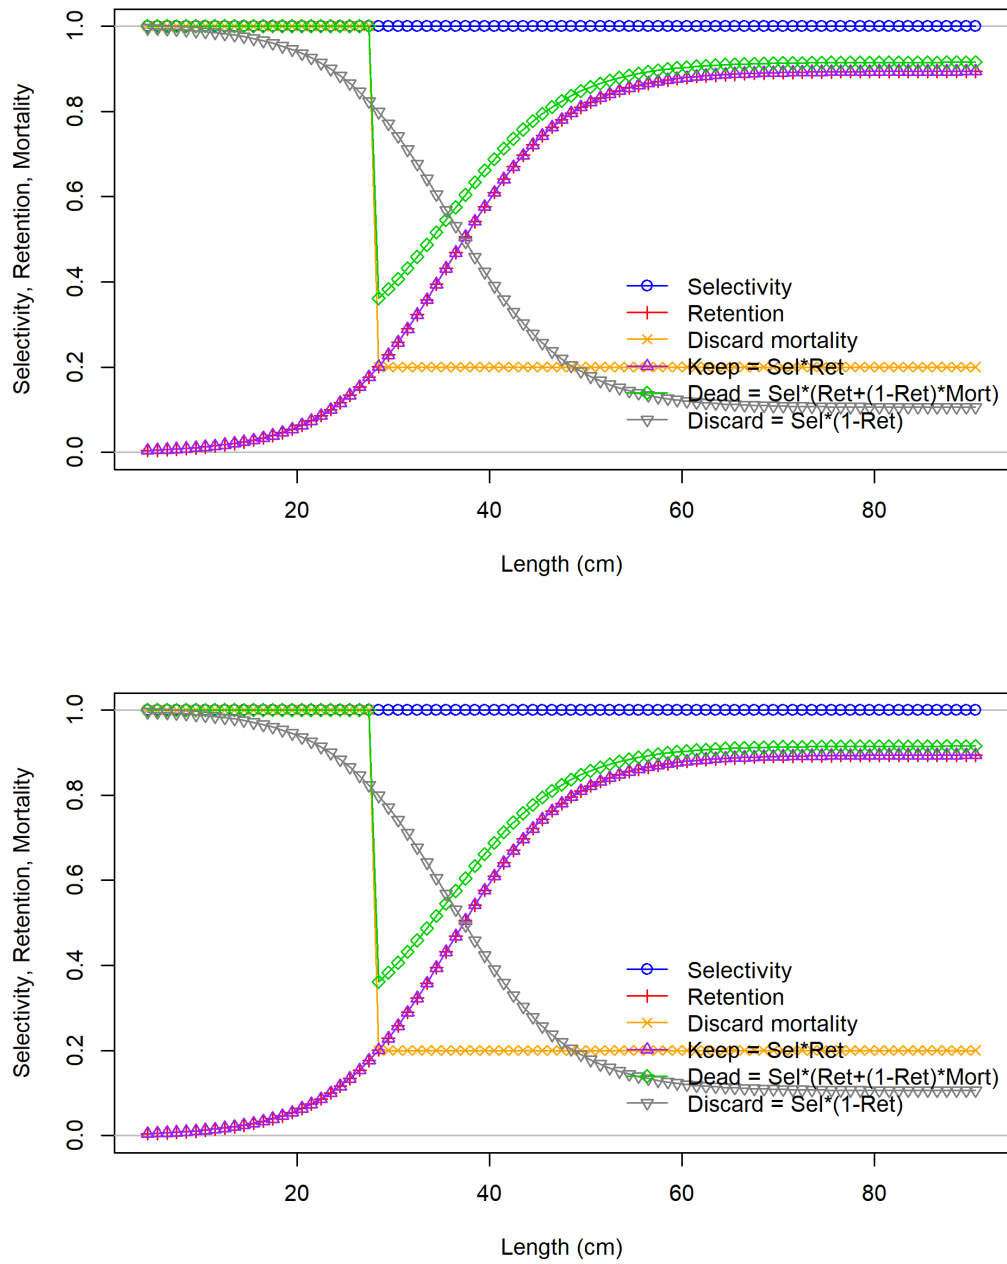 Selectivity, Retention, Mortality
1.0
0.8
0.6
0.4
0.2
0.0
Selectivity
Retention
Discard mortality
Keep = Sel*Ret
Dead = Sel*(Ret+(1-Ret)*Mort)
Discard = Sel*(1-Ret)
20 40 60 80
Length (cm)
Selectivity, Retention, Mortality
1.0
0.8
0.6
0.4
0.2
0.0
Selectivity
Retention
Discard mortality
Keep = Sel*Ret
Dead = Sel*(Ret+(1-Ret)*Mort)
Discard = Sel*(1-Ret)
20 40 60 80
Length (cm)